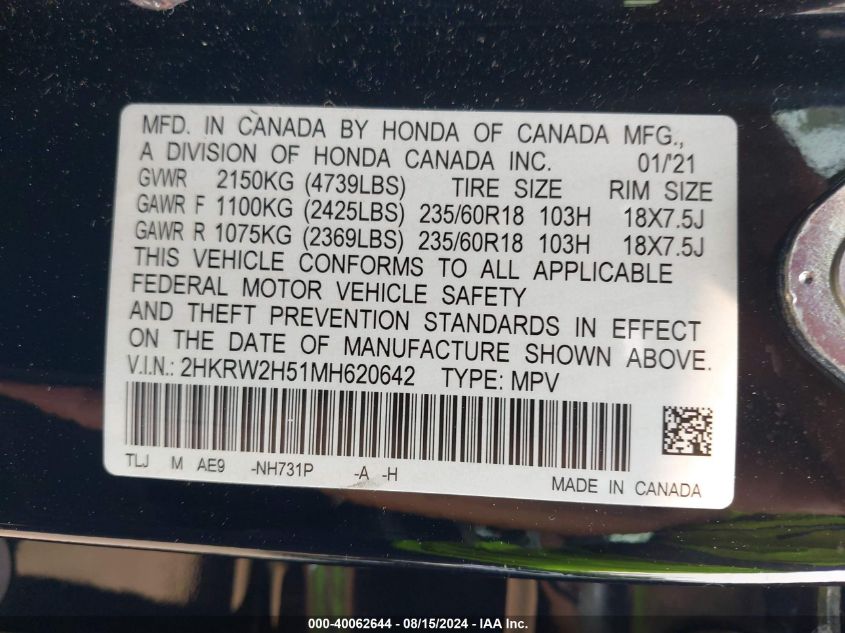 MFD. IN CANADA BY HONDA OF CANADA MFG.,
A DIVISION OF HONDA CANADA INC. 01/'21
GVWR 2150KG (4739LBS) TIRE SIZE RIM SIZE
GAWR F 1100KG (2425LBS) 235/60R18 103H 18X7.5J
GAWR R 1075KG (2369LBS) 235/60R18 103H 18X7.5J
THIS VEHICLE CONFORMS TO ALL APPLICABLE
FEDERAL MOTOR VEHICLE SAFETY
AND THEFT PREVENTION STANDARDS IN EFFECT
ON THE DATE OF MANUFACTURE SHOWN ABOVE.
V.I.N.: 2HKRW2H51MH620642 TYPE: MPV
TLJ M AE9 -NH731P -A -H
MADE IN CANADA
000-40062644 - 08/15/2024 - IAA Inc.